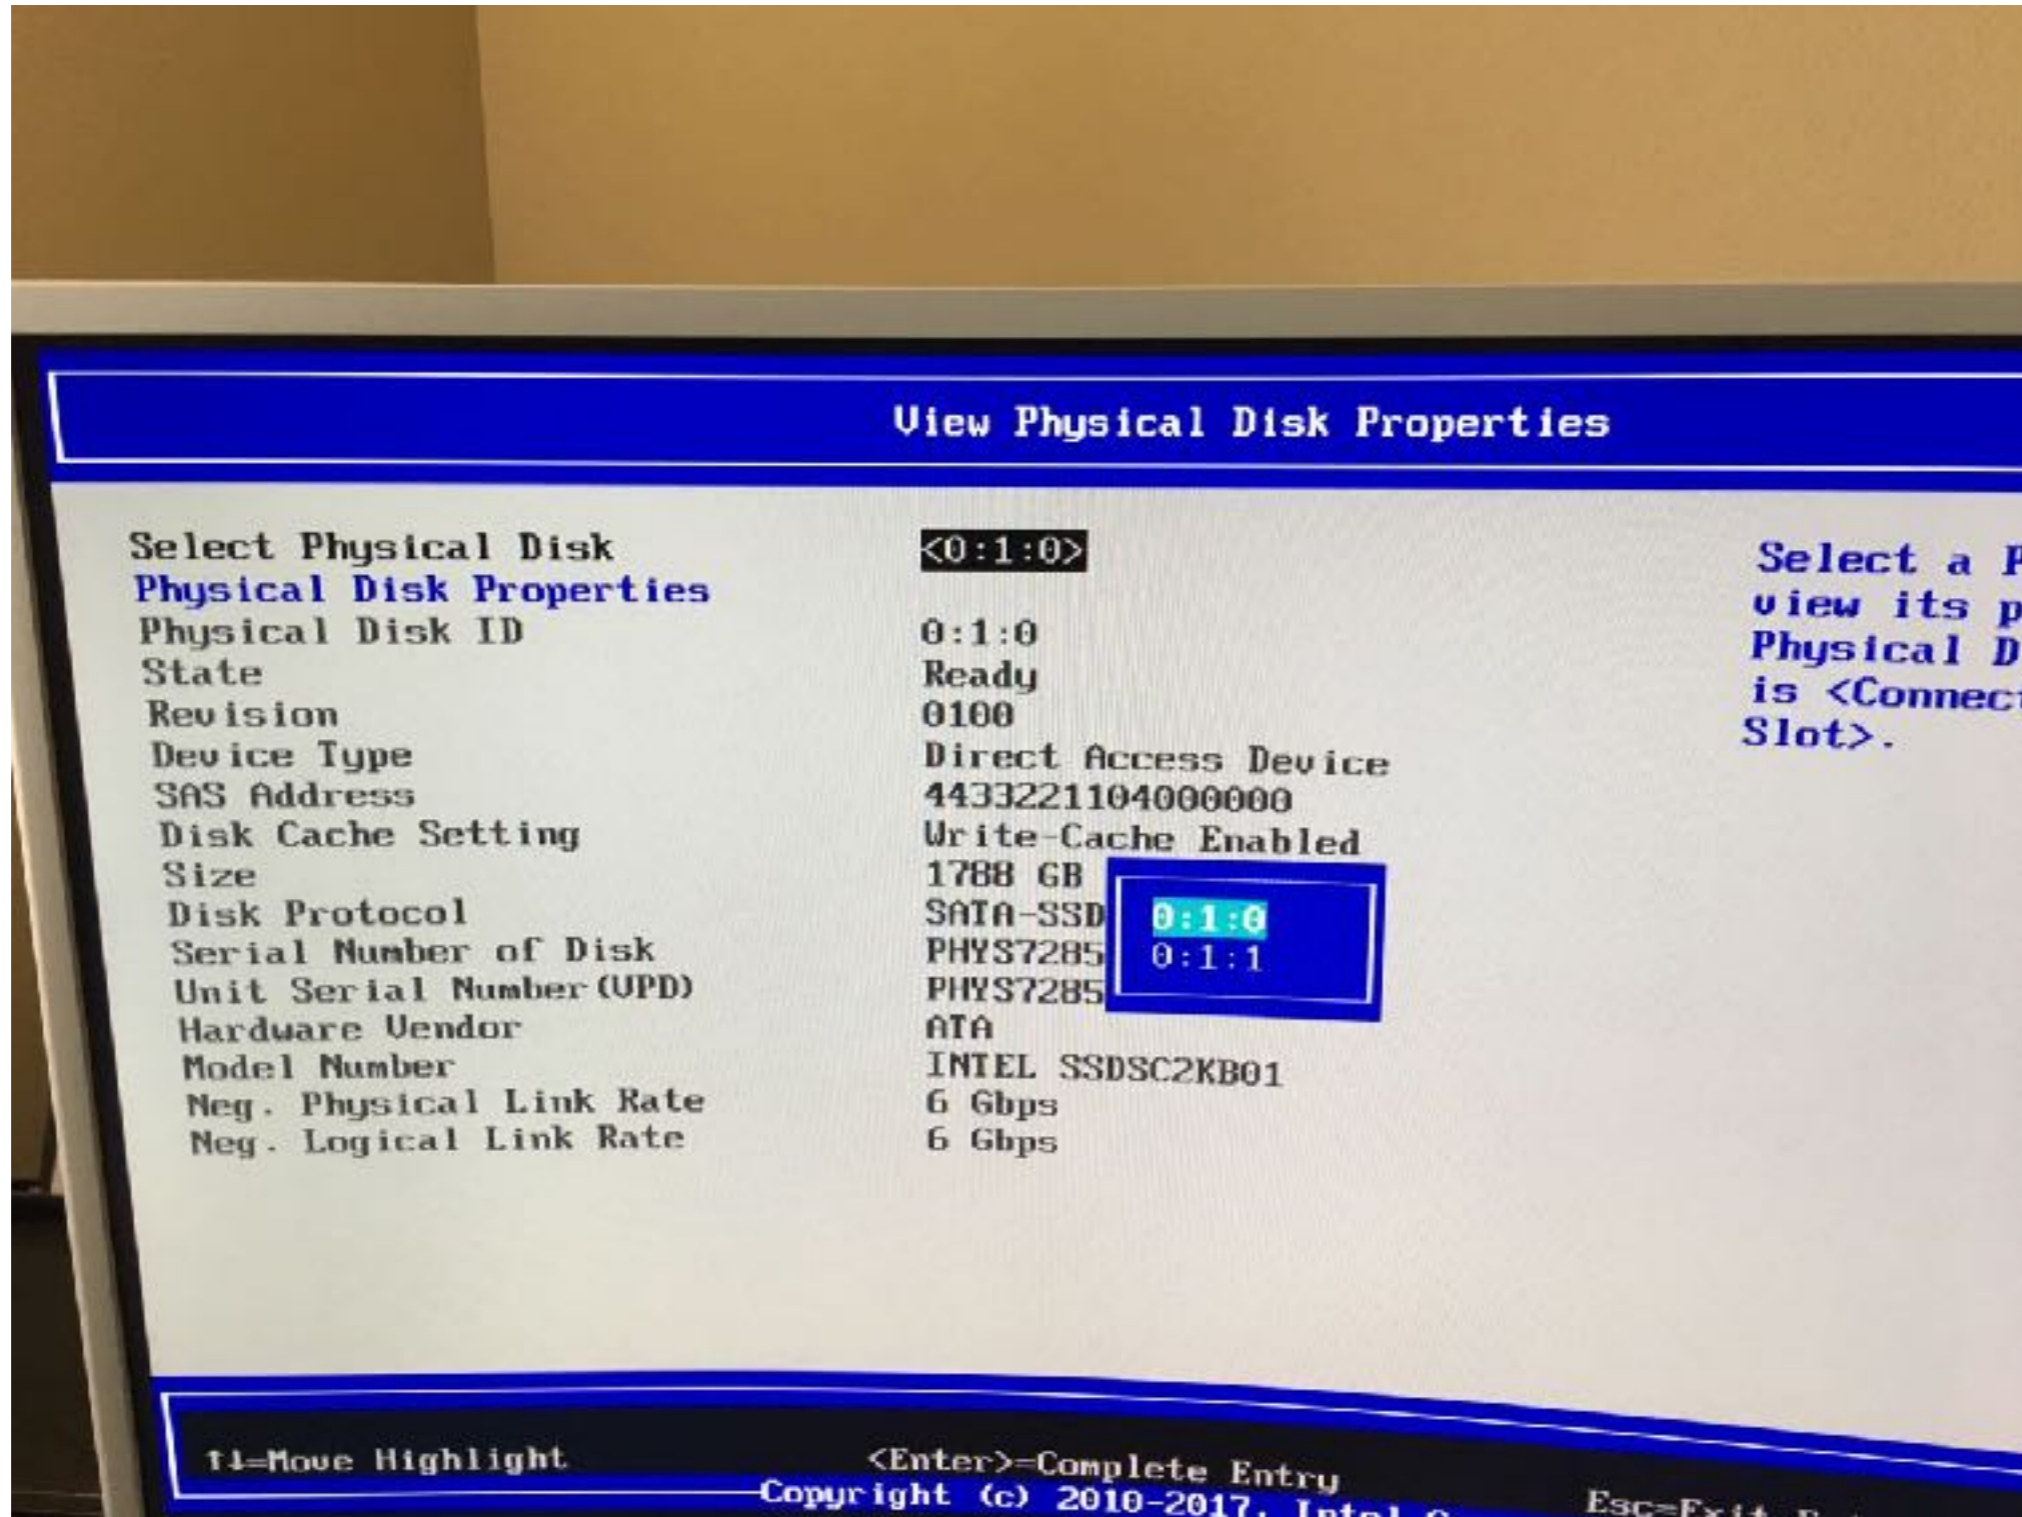 View Physical Disk Properties
Select Physical Disk <0:1:0>
Physical Disk Properties
Physical Disk ID 0:1:0
State Ready
Revision 0100
Device Type Direct Access Device
SAS Address 4433221104000000
Disk Cache Setting Write-Cache Enabled
Size 1788 GB
Disk Protocol SATA-SSD
Serial Number of Disk PHYS7285
Unit Serial Number(VPD) PHYS7285
Hardware Vendor ATA
Model Number INTEL SSDSC2KB01
Neg. Physical Link Rate 6 Gbps
Neg. Logical Link Rate 6 Gbps
0:1:0
0:1:1
Select a P
view its p
Physical D
is <Connect
Slot>.
↑↓=Move Highlight <Enter>=Complete Entry Esc=Exit
Copyright (c) 2010-2017, Intel